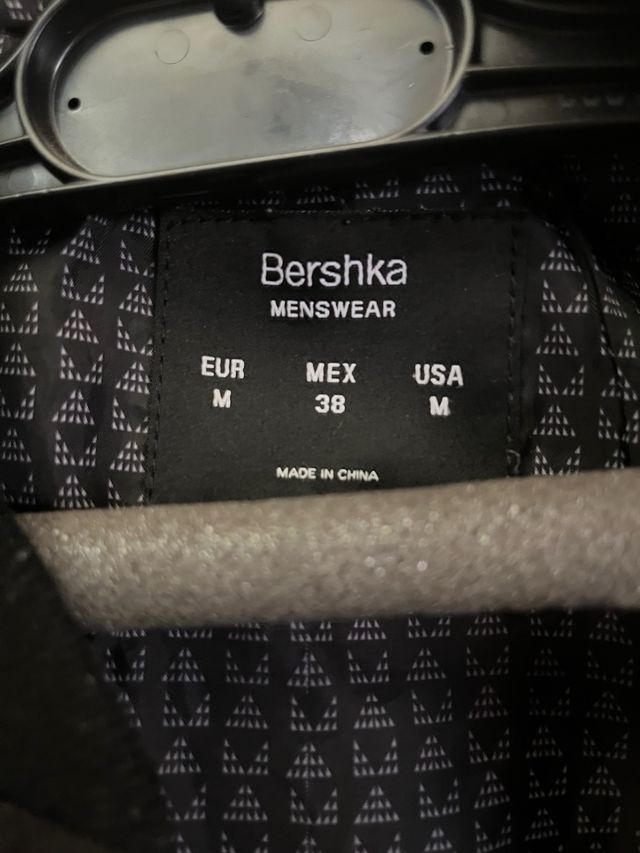 Bershka
MENSWEAR
EUR MEX USA
M 38 M
MADE IN CHINA